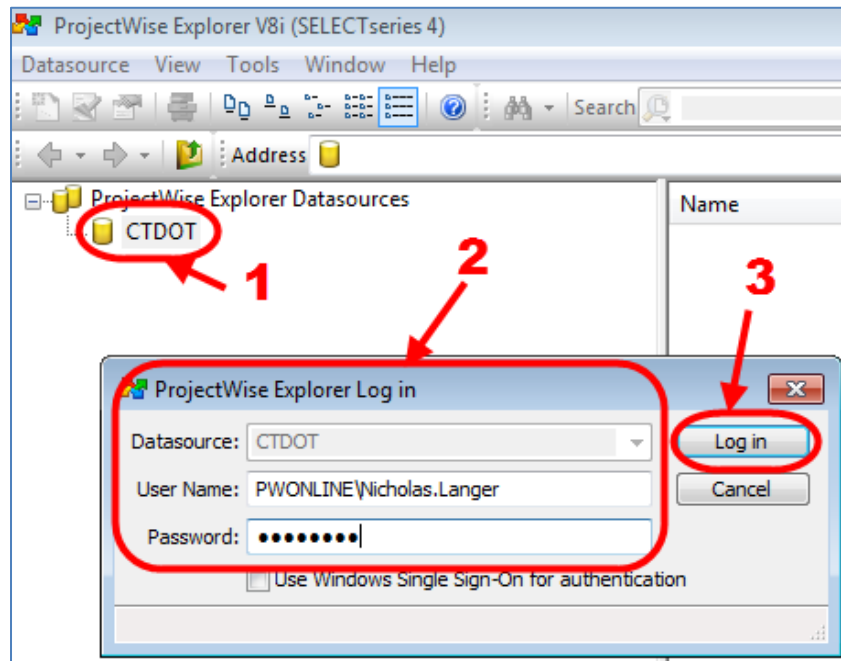 ProjectWise Explorer V8i (SELECTseries 4)
Datasource View Tools Window Help
Search
Address
ProjectWise Explorer Datasources
Name
CTDOT
1
2
3
ProjectWise Explorer Log in
Datasource: CTDOT
Log in
User Name: PWONLINE\Nicholas.Langer
Cancel
Password: ●●●●●●●●
Use Windows Single Sign-On for authentication